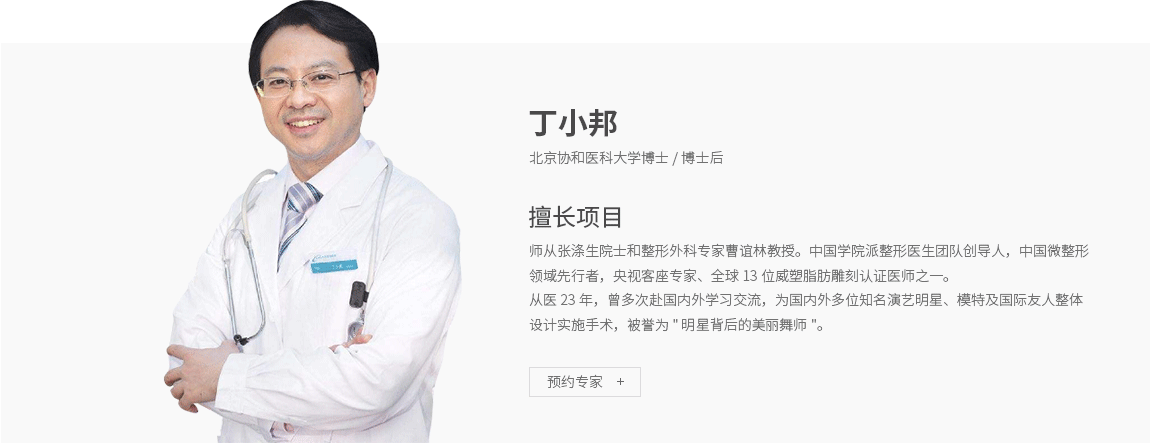 丁小邦
北京协和医科大学博士 / 博士后
擅长项目
师从张涤生院士和整形外科专家曹谊林教授。中国学院派整形医生团队创导人，中国微整形
领域先行者，央视客座专家、全球 13 位威塑脂肪雕刻认证医师之一。
从医 23 年，曾多次赴国内外学习交流，为国内外多位知名演艺明星、模特及国际友人整体
设计实施手术，被誉为 " 明星背后的美丽舞师 "。
预约专家 +